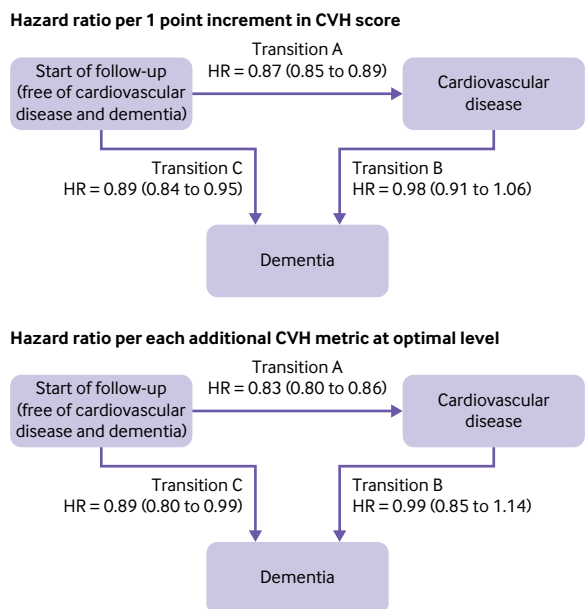 Hazard ratio per 1 point increment in CVH score
Transition A
HR = 0.87 (0.85 to 0.89)
Start of follow-up
(free of cardiovascular
disease and dementia)
Cardiovascular
disease
Transition C
HR = 0.89 (0.84 to 0.95)
Transition B
HR = 0.98 (0.91 to 1.06)
Dementia
Hazard ratio per each additional CVH metric at optimal level
Transition A
HR = 0.83 (0.80 to 0.86)
Start of follow-up
(free of cardiovascular
disease and dementia)
Cardiovascular
disease
Transition C
HR = 0.89 (0.80 to 0.99)
Transition B
HR = 0.99 (0.85 to 1.14)
Dementia